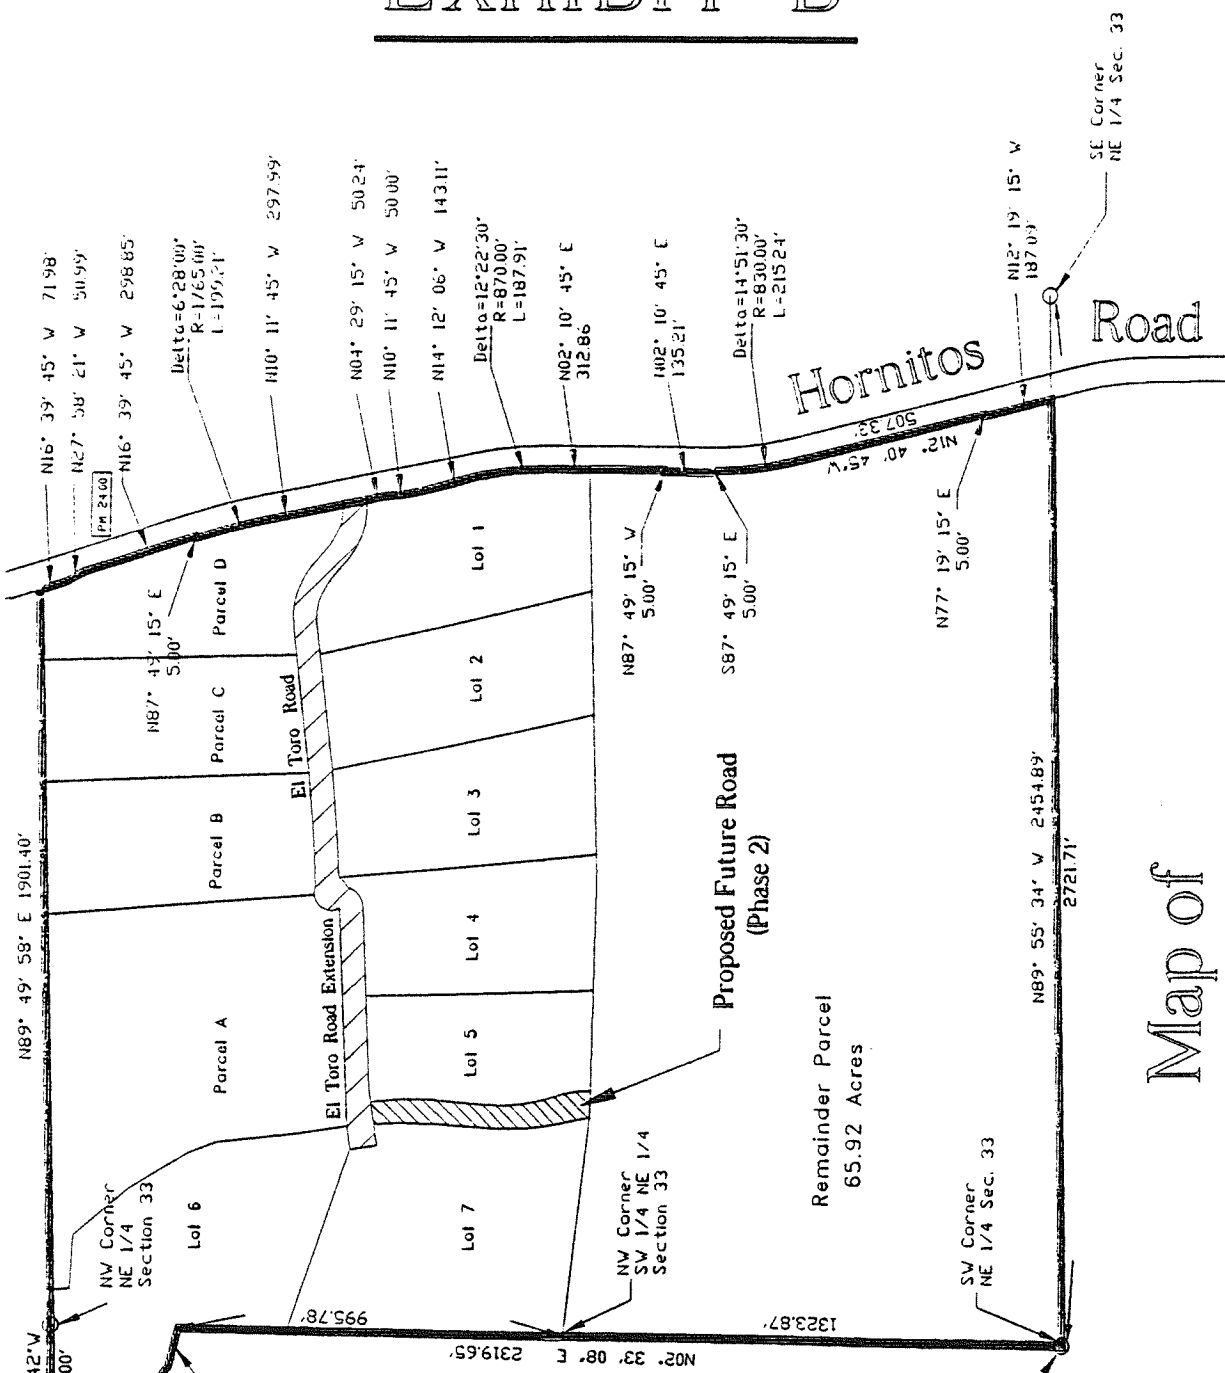 EXHIBIT B
N16° 39' 45" W 71.98'
N27° 58' 21" W 50.99'
PM 2400
N16° 39' 45" W 298.85'
Delta=6°28'00"
R=1765.00'
L=199.21'
N10° 11' 45" W 297.99'
N04° 29' 15" W 50.24'
N10° 11' 45" W 50.00'
N14° 12' 06" W 143.11'
Delta=12°22'30"
R=870.00'
L=187.91'
N02° 10' 45" E
312.86
N02° 10' 45" E
135.21'
Delta=14°51'30"
R=830.00'
L=215.24'
N12° 19' 15" W
187.09'
SE Corner
NE 1/4 Sec. 33
Hornitos
Road
507.33'
N12° 40' 45"W
N87° 49' 15" E
5.00'
N87° 49' 15" W
5.00'
S87° 49' 15" E
5.00'
N77° 19' 15" E
5.00'
N89° 49' 58" E 1901.40'
Parcel D
Parcel C
Parcel B
Parcel A
El Toro Road
El Toro Road Extension
Lot 1
Lot 2
Lot 3
Lot 4
Lot 5
Lot 6
Lot 7
Proposed Future Road
(Phase 2)
Remainder Parcel
65.92 Acres
N89° 55' 34" W 2454.89'
2721.71'
Map of
NW Corner
NE 1/4
Section 33
NW Corner
SW 1/4 NE 1/4
Section 33
SW Corner
NE 1/4 Sec. 33
995.78'
1323.87'
N02° 33' 08" E 2319.65'
42"W
00'